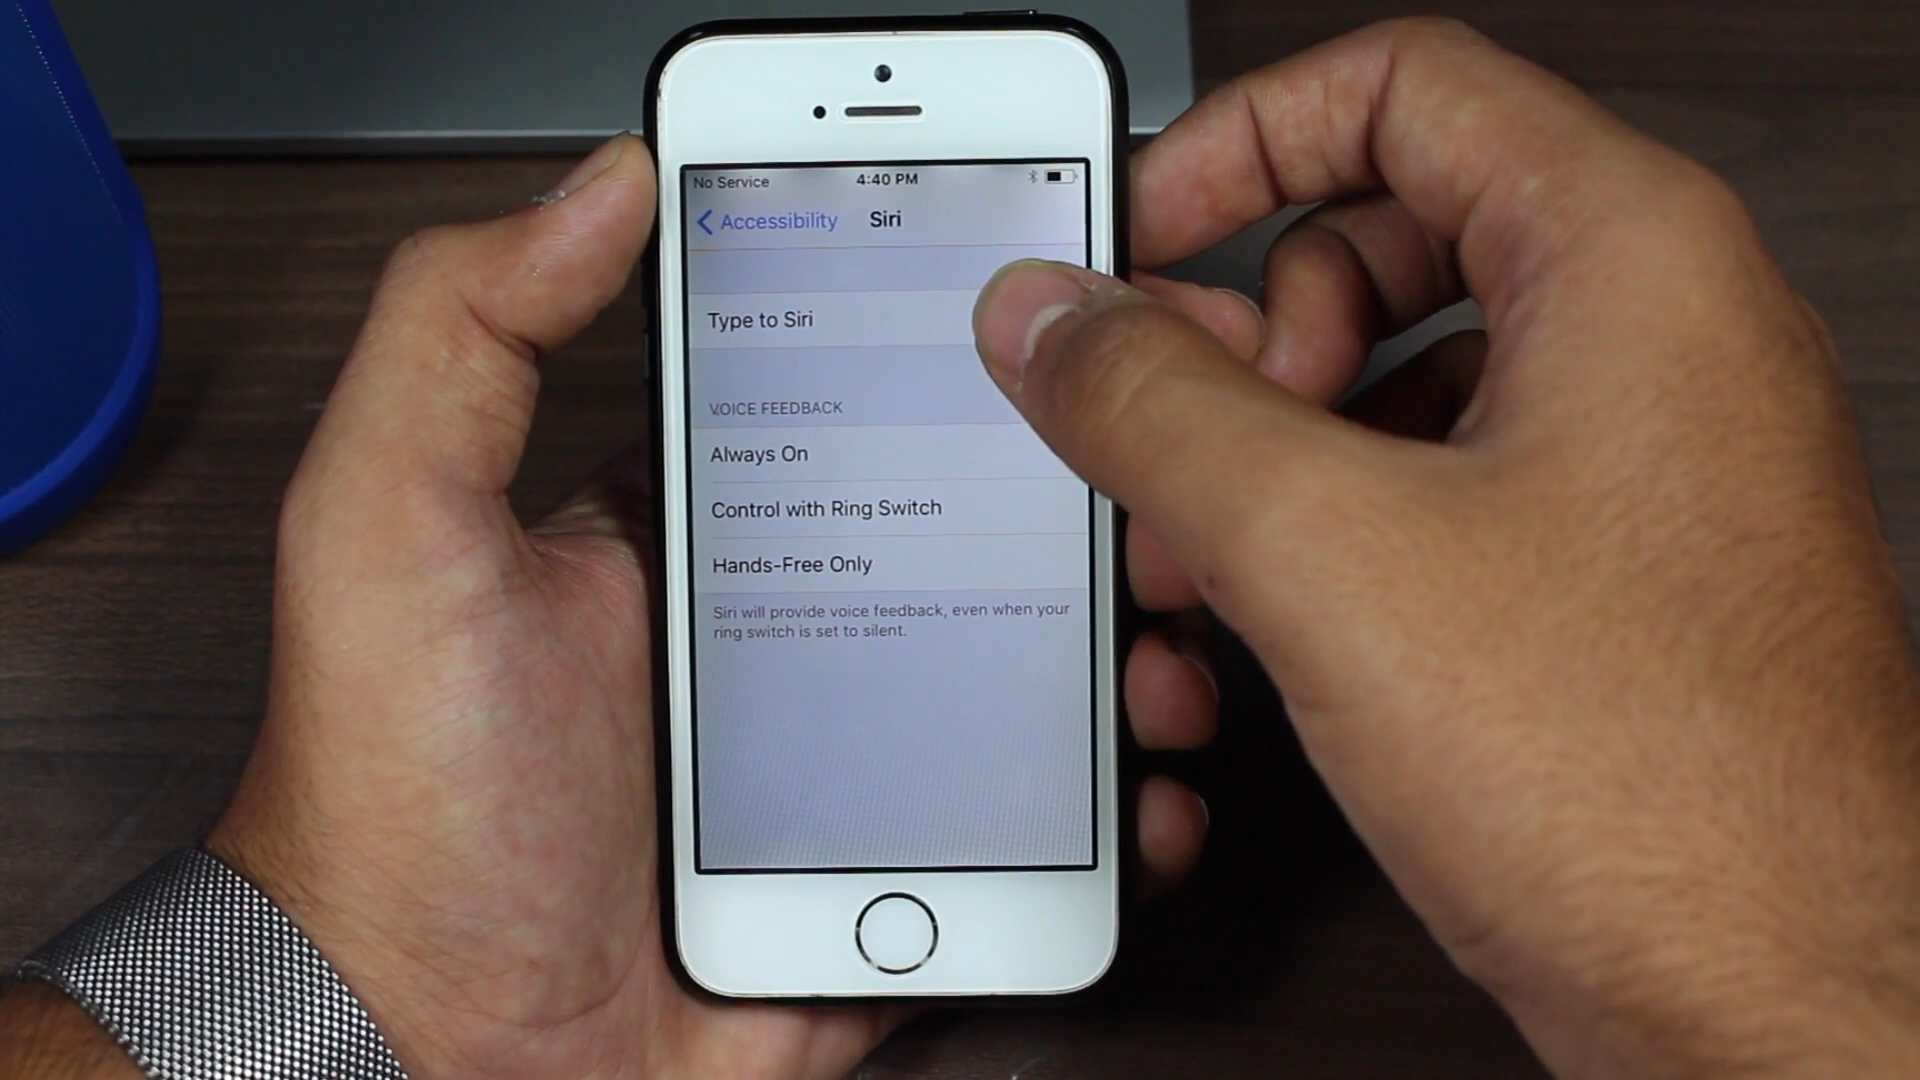 No Service 4:40 PM
Accessibility Siri
Type to Siri
VOICE FEEDBACK
Always On
Control with Ring Switch
Hands-Free Only
Siri will provide voice feedback, even when your
ring switch is set to silent.